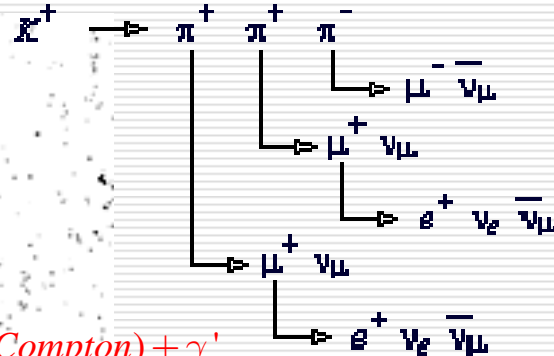 K⁺ → π⁺ π⁺ π⁻
μ⁻ ν̅μ
μ⁺ νμ
e⁺ νe ν̅μ
μ⁺ νμ
e⁺ νe ν̅μ
Compton) + γ'